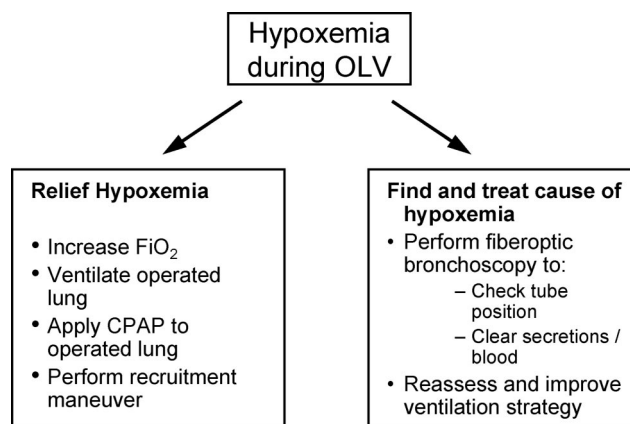 Hypoxemia
during OLV
Relief Hypoxemia
• Increase FiO₂
• Ventilate operated
lung
• Apply CPAP to
operated lung
• Perform recruitment
maneuver
Find and treat cause of
hypoxemia
• Perform fiberoptic
bronchoscopy to:
– Check tube
position
– Clear secretions /
blood
• Reassess and improve
ventilation strategy